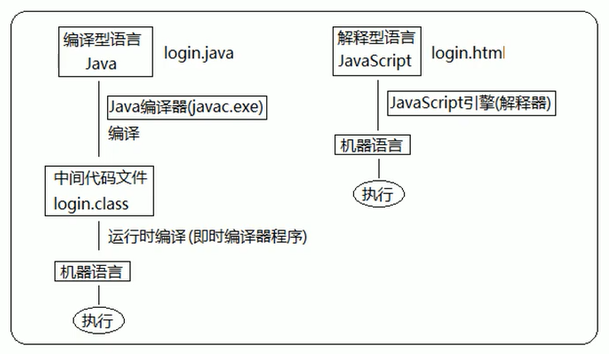 编译型语言
Java
login.java
Java编译器(javac.exe)
编译
中间代码文件
login.class
运行时编译(即时编译器程序)
机器语言
执行
解释型语言
JavaScript
login.html
JavaScript引擎(解释器)
机器语言
执行